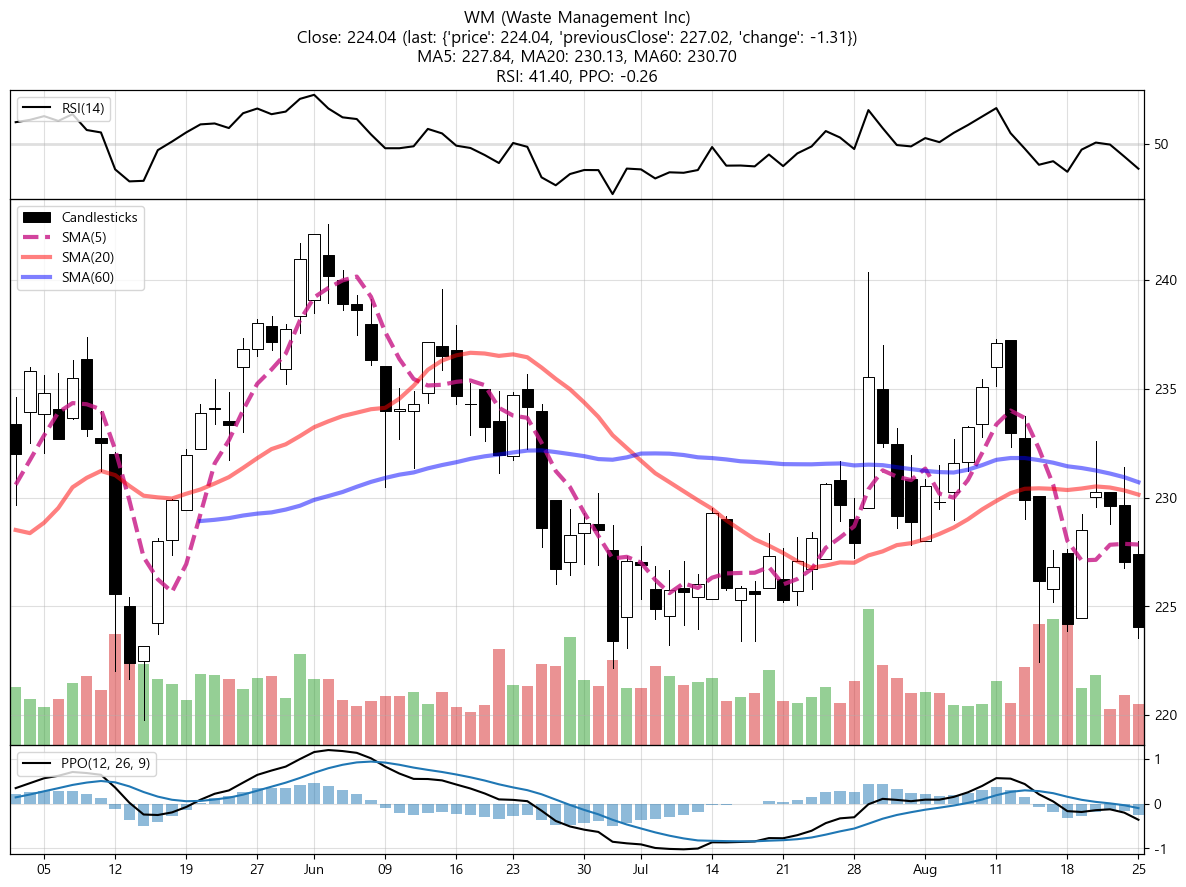 WM (Waste Management Inc)
Close: 224.04 (last: {'price': 224.04, 'previousClose': 227.02, 'change': -1.31})
MA5: 227.84, MA20: 230.13, MA60: 230.70
RSI: 41.40, PPO: -0.26
RSI(14)
50
Candlesticks
SMA(5)
SMA(20)
SMA(60)
240
235
230
225
220
PPO(12, 26, 9)
1
0
-1
05 12 19 27 Jun 09 16 23 Jul 14 21 28 Aug 11 18 25